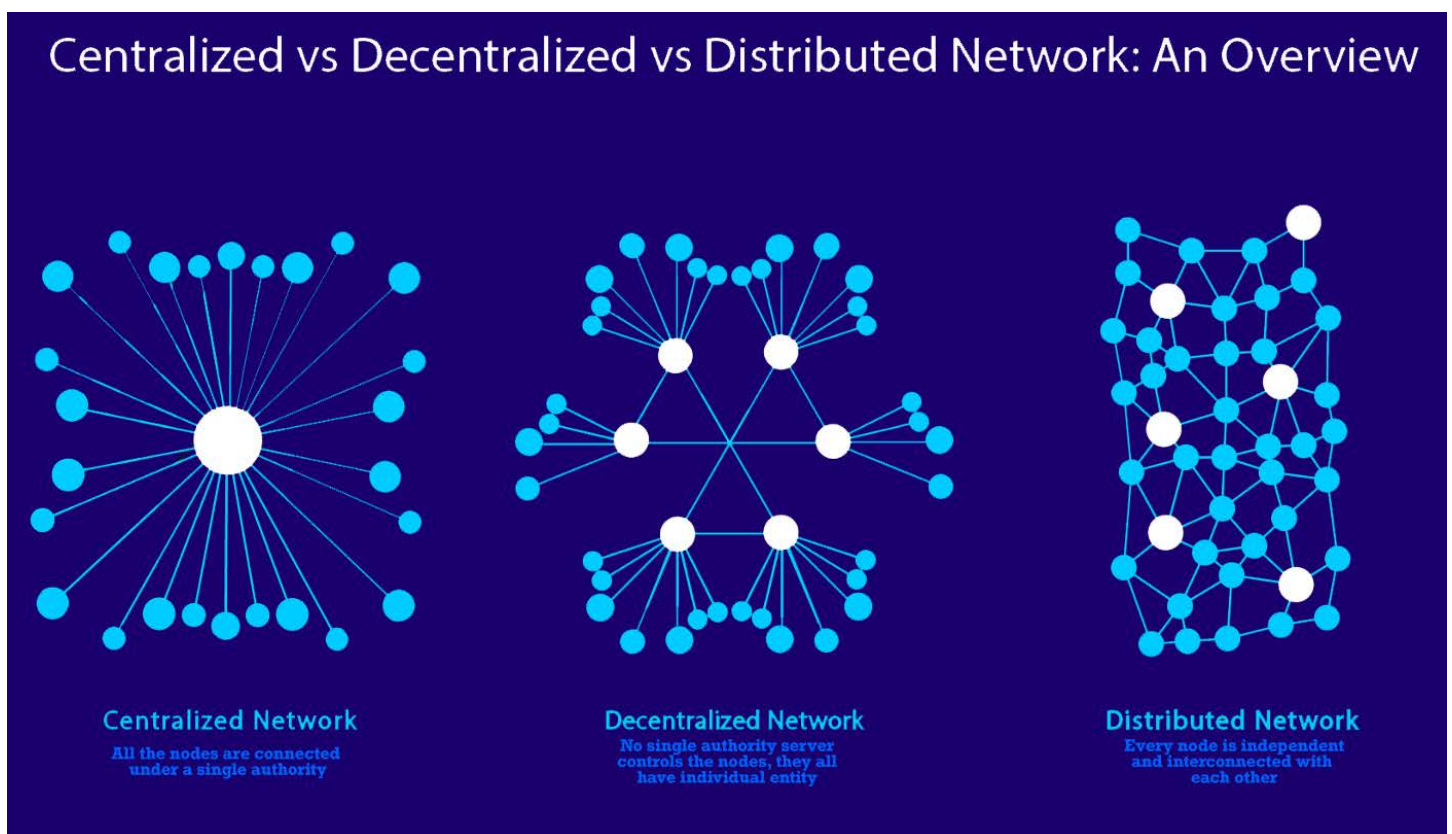 Centralized vs Decentralized vs Distributed Network: An Overview
Centralized Network
All the nodes are connected
under a single authority
Decentralized Network
No single authority server
controls the nodes, they all
have individual entity
Distributed Network
Every node is independent
and interconnected with
each other